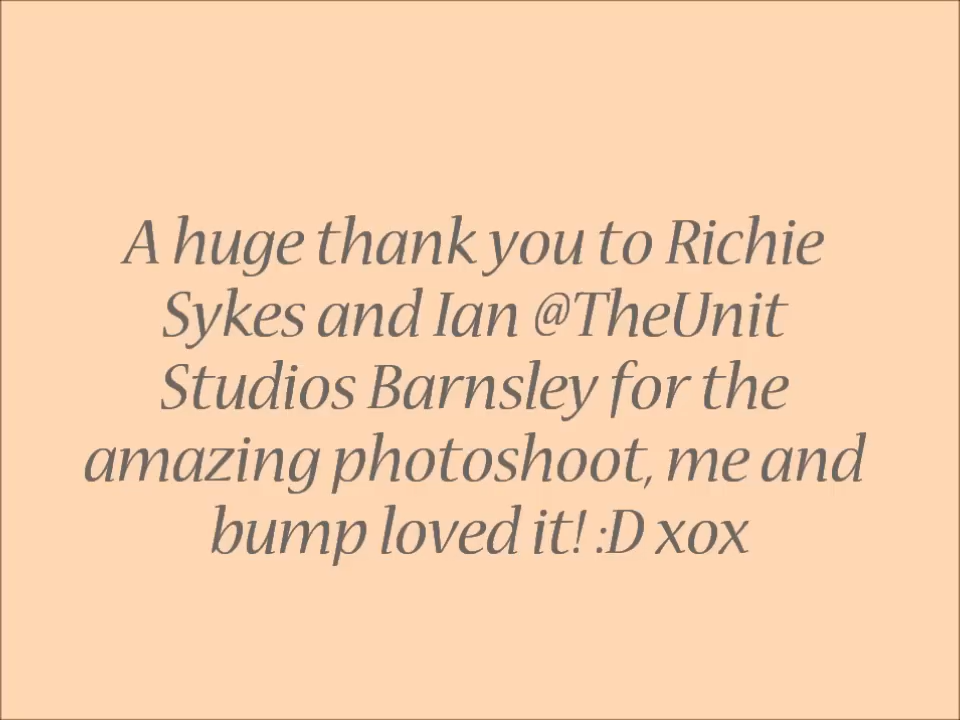 A huge thank you to Richie
Sykes and Ian @TheUnit
Studios Barnsley for the
amazing photoshoot, me and
bump loved it! :D xox